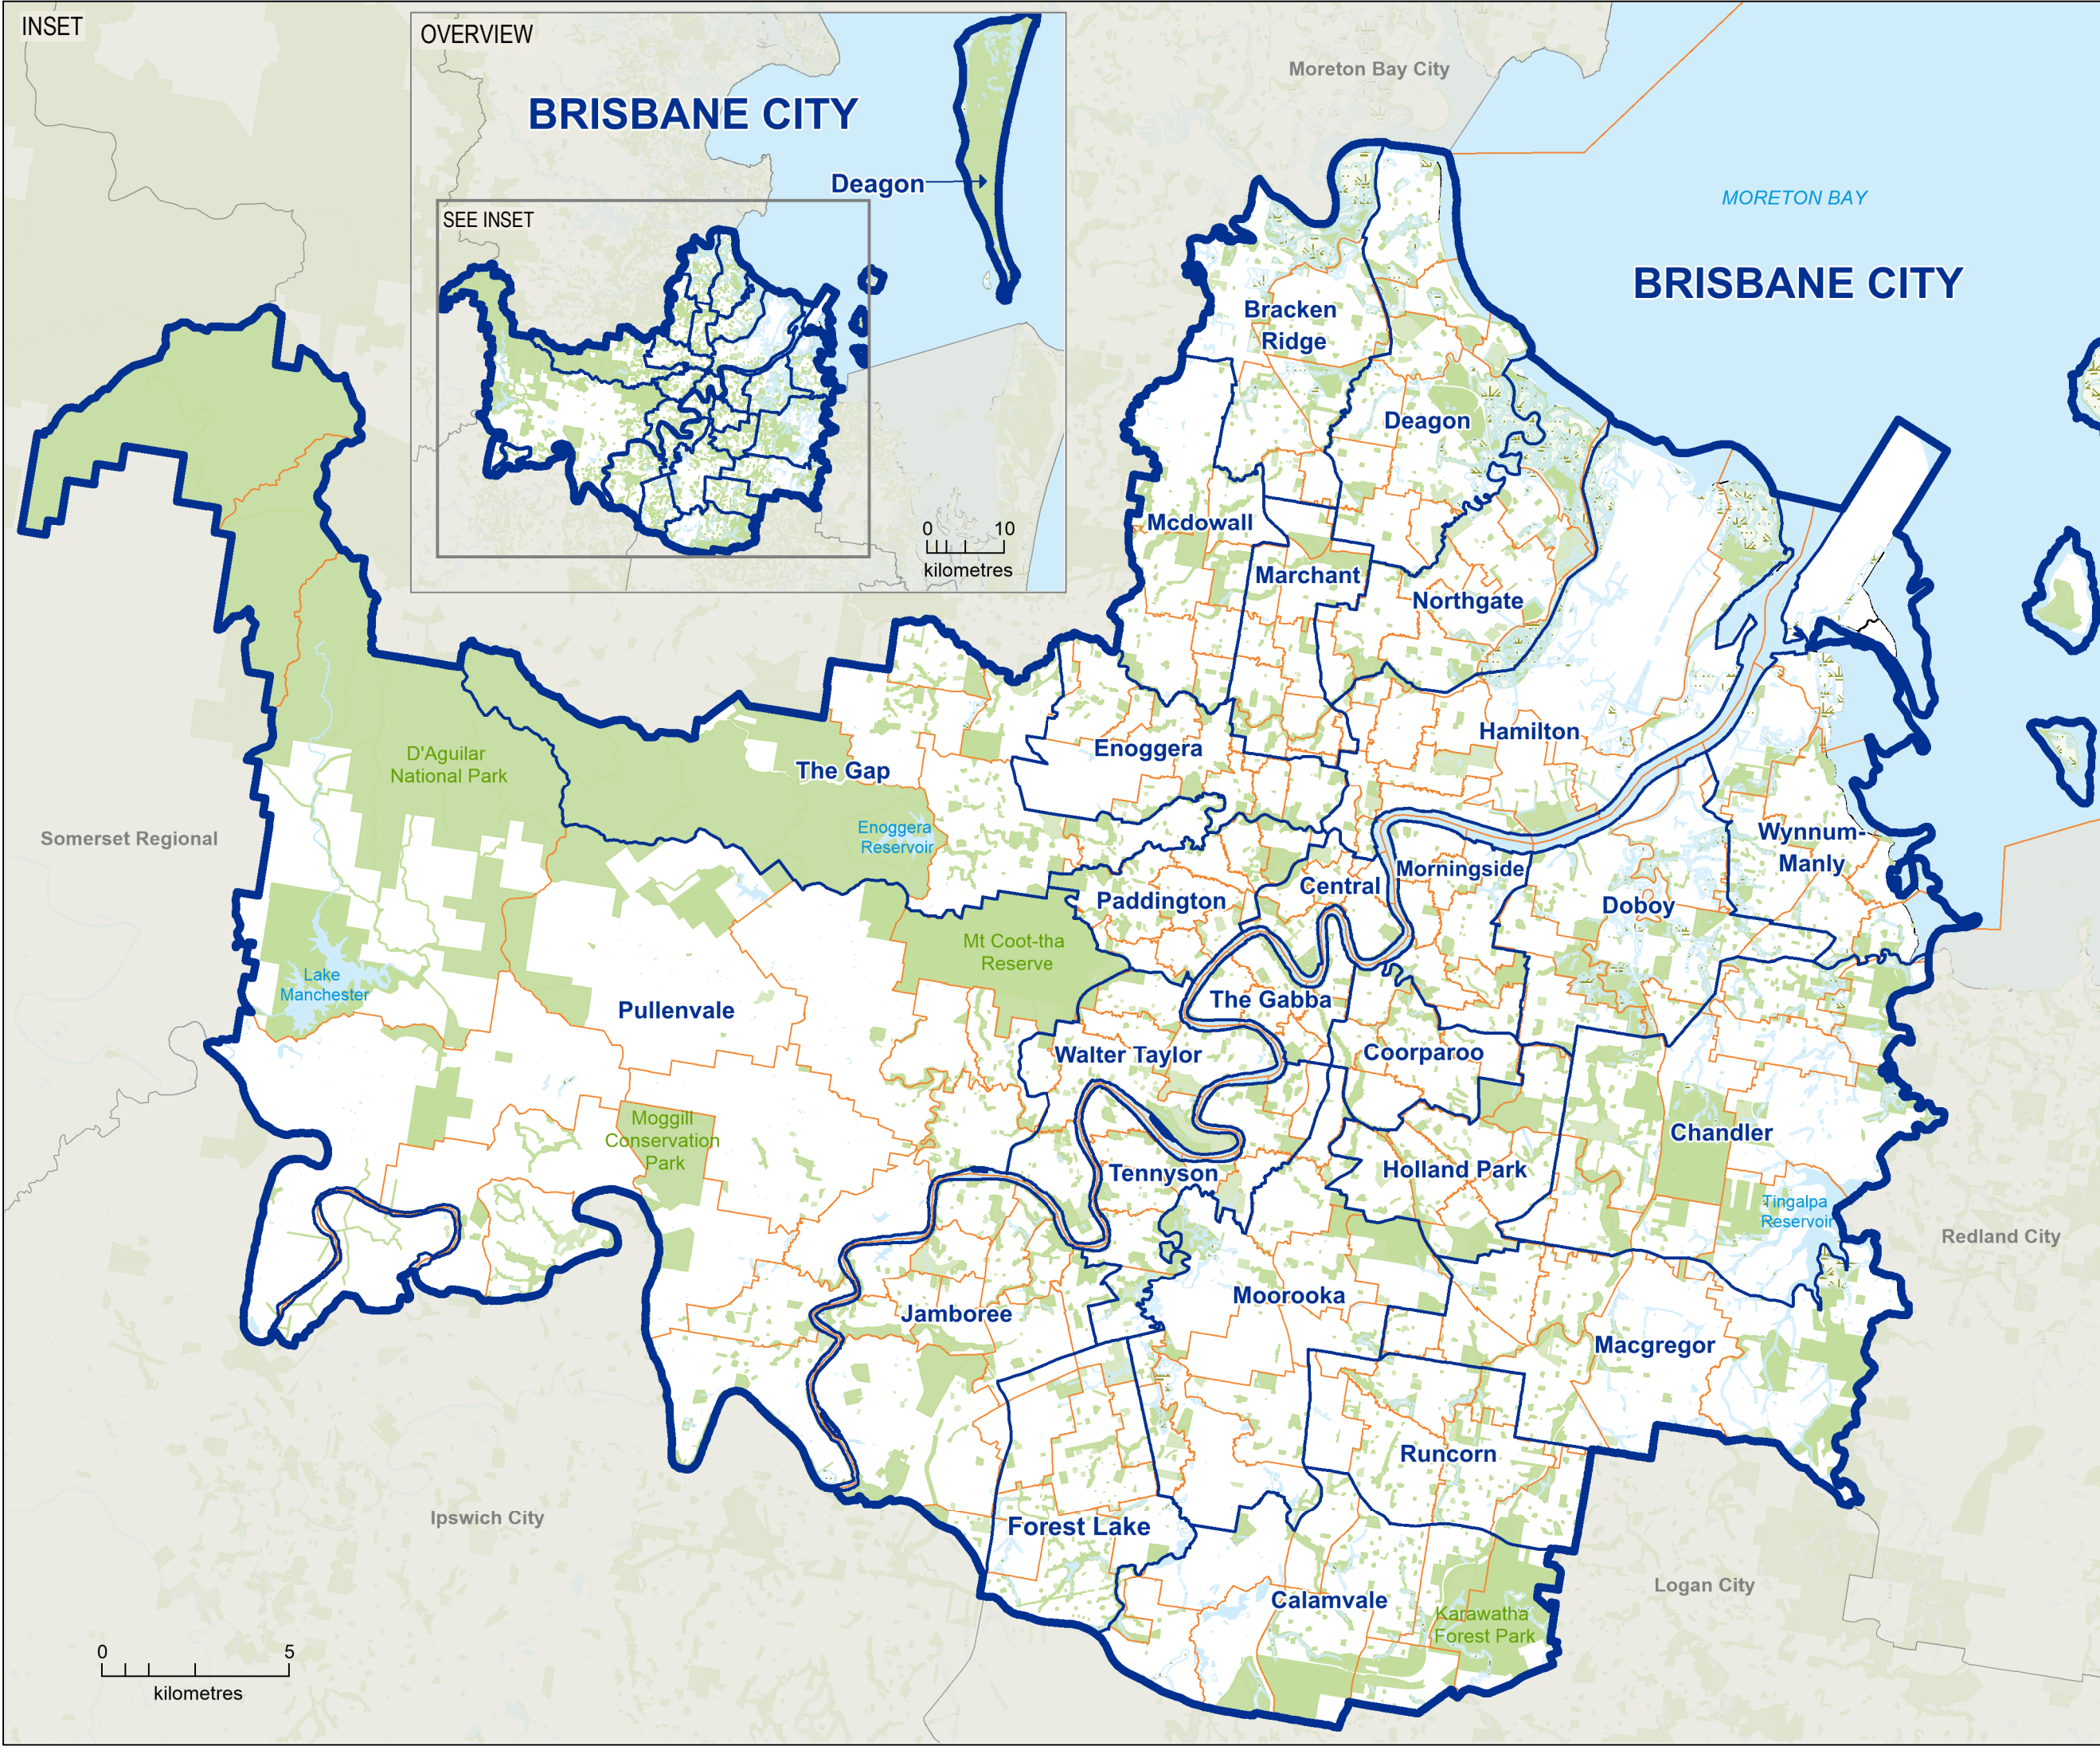 INSET
OVERVIEW
BRISBANE CITY
Deagon
SEE INSET
0 10
kilometres
Moreton Bay City
MORETON BAY
BRISBANE CITY
Bracken
Ridge
Deagon
Mcdowall
Marchant
Northgate
Hamilton
Enoggera
The Gap
D'Aguilar
National Park
Enoggera
Reservoir
Somerset Regional
Wynnum-
Manly
Morningside
Central
Paddington
Doboy
Mt Coot-tha
Reserve
Lake
Manchester
Pullenvale
The Gabba
Walter Taylor
Coorparoo
Moggill
Conservation
Park
Chandler
Tennyson
Holland Park
Tingalpa
Reservoir
Redland City
Jamboree
Moorooka
Macgregor
Runcorn
Ipswich City
Forest Lake
Logan City
Calamvale
Karawatha
Forest Park
0 5
kilometres